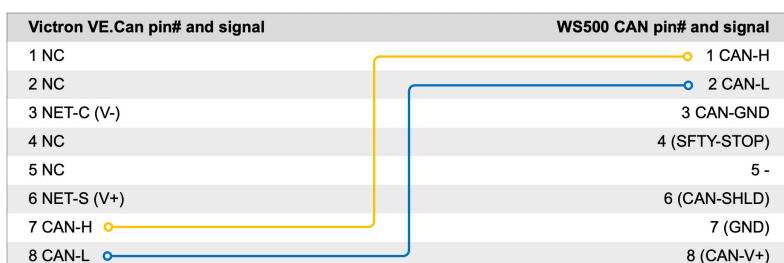 Victron VE.Can pin# and signal WS500 CAN pin# and signal
1 NC 1 CAN-H
2 NC 2 CAN-L
3 NET-C (V-) 3 CAN-GND
4 NC 4 (SFTY-STOP)
5 NC 5 -
6 NET-S (V+) 6 (CAN-SHLD)
7 CAN-H 7 (GND)
8 CAN-L 8 (CAN-V+)